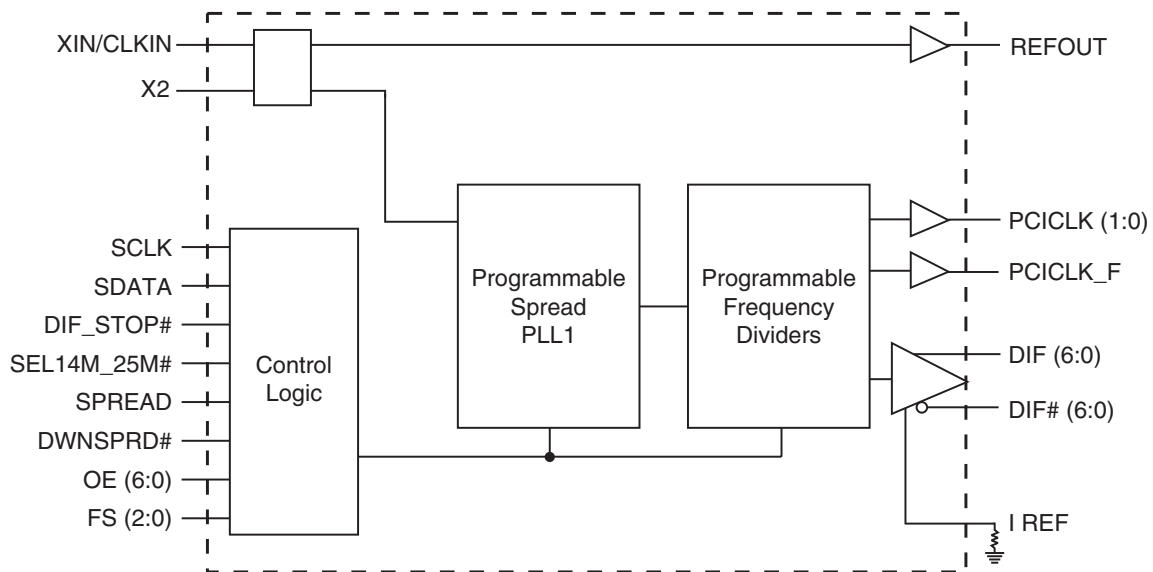 XIN/CLKIN
REFOUT
X2
PCICLK (1:0)
SCLK
SDATA
DIF_STOP#
SEL14M_25M#
SPREAD
DWNSPRD#
OE (6:0)
FS (2:0)
Control
Logic
Programmable
Spread
PLL1
Programmable
Frequency
Dividers
PCICLK_F
DIF (6:0)
DIF# (6:0)
I REF